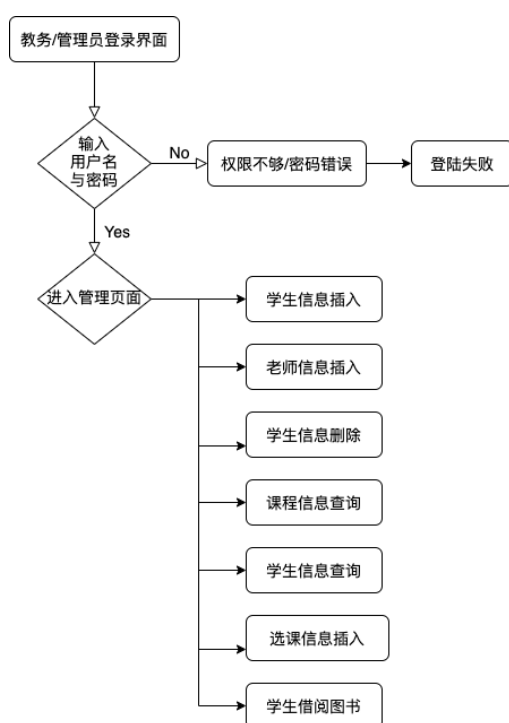 教务/管理员登录界面
输入
用户名
与密码
No
权限不够/密码错误
登陆失败
Yes
进入管理页面
学生信息插入
老师信息插入
学生信息删除
课程信息查询
学生信息查询
选课信息插入
学生借阅图书